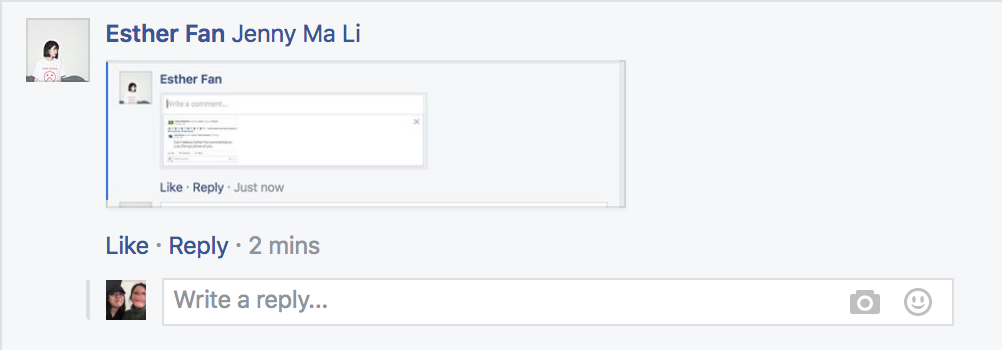 Esther Fan Jenny Ma Li
Esther Fan
Write a comment...
Like · Reply · Just now
Like · Reply · 2 mins
Write a reply...